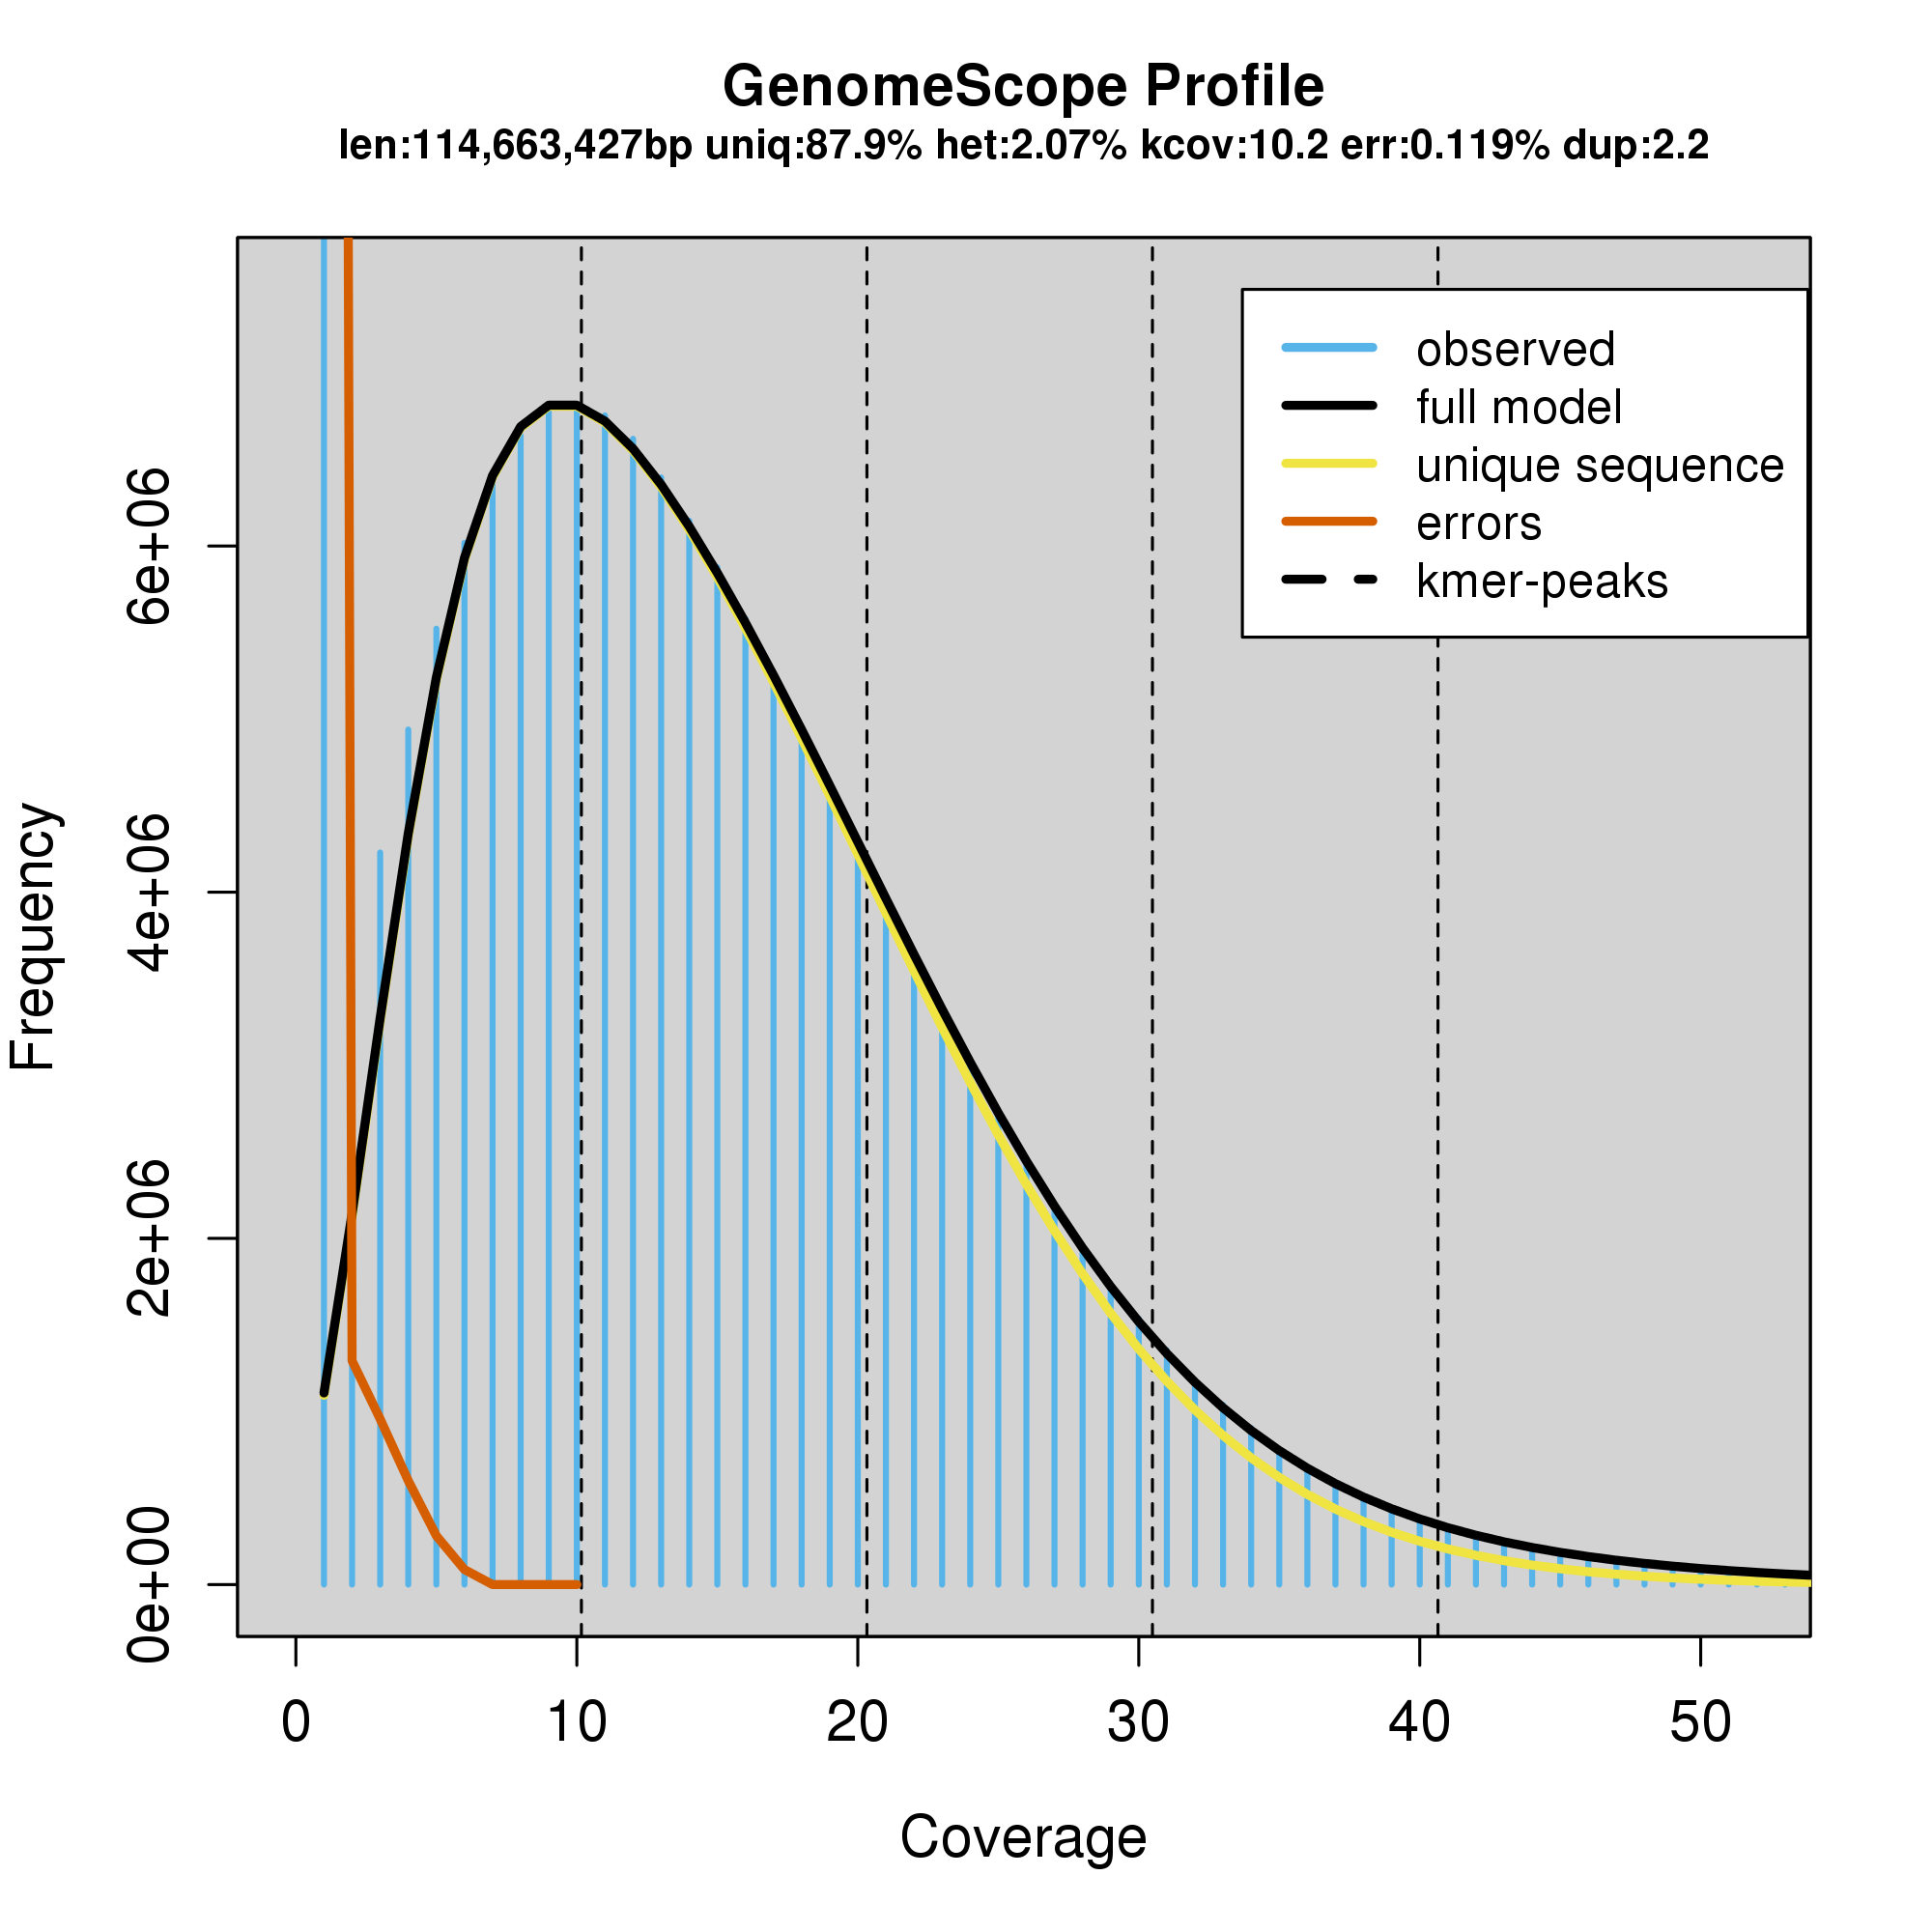 GenomeScope Profile
len:114,663,427bp uniq:87.9% het:2.07% kcov:10.2 err:0.119% dup:2.2
observed
full model
unique sequence
errors
kmer-peaks
Frequency
6e+06
4e+06
2e+06
0e+00
0 10 20 30 40 50
Coverage